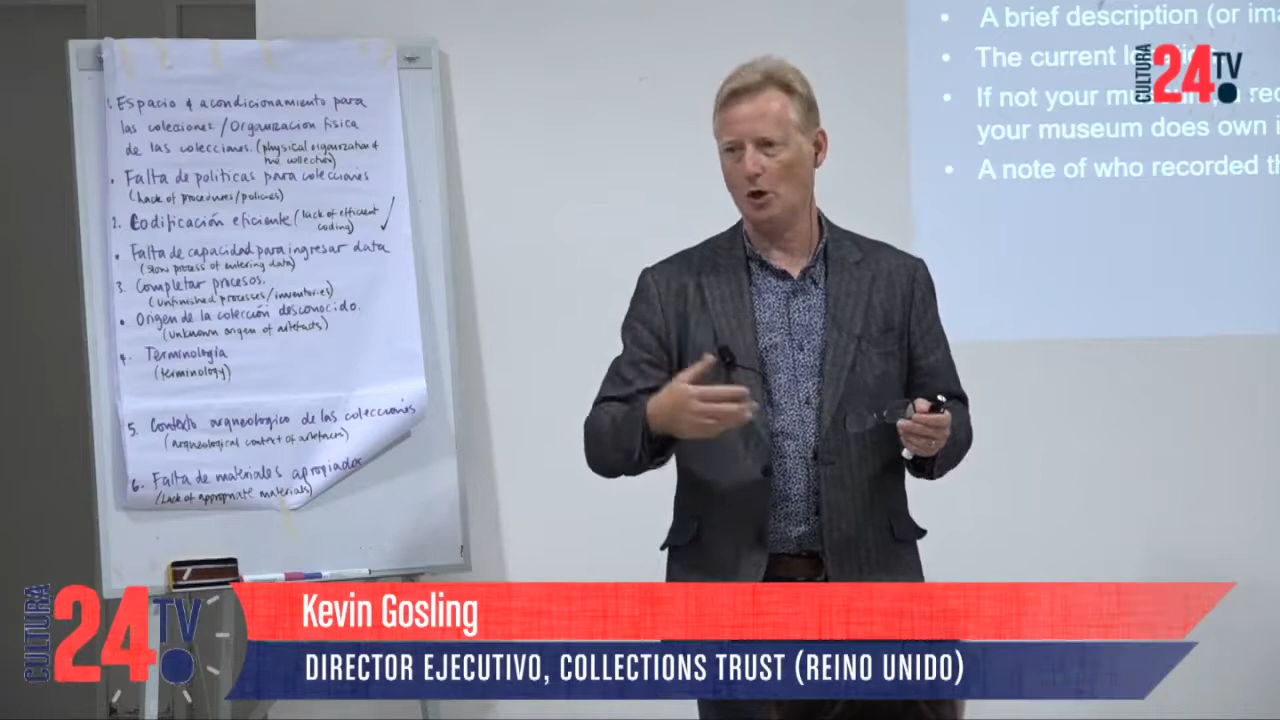 1. Espacio y acondicionamiento para
las colecciones / Organización física
de las colecciones. (physical organization of
the collection)
• Falta de políticas para colecciones
(Lack of procedures/policies)
2. Codificación eficiente (lack of efficient
coding)
• Falta de capacidad para ingresar data
(slow process of entering data)
3. Completar procesos.
(unfinished processes/inventories)
• Origen de la colección desconocido.
(unknown origin of artefacts)
4. Terminología
(terminology)
5. Contexto arqueologico de las colecciones
(arqueological context of artefacts)
6. Falta de materiales apropiados
(Lack of appropriate materials)
• A brief description (or ima
• The current
• If not your
your museum does own i
• A note of who recorded th
CULTURA
24
TV
CULTURA
24
TV
Kevin Gosling
DIRECTOR EJECUTIVO, COLLECTIONS TRUST (REINO UNIDO)